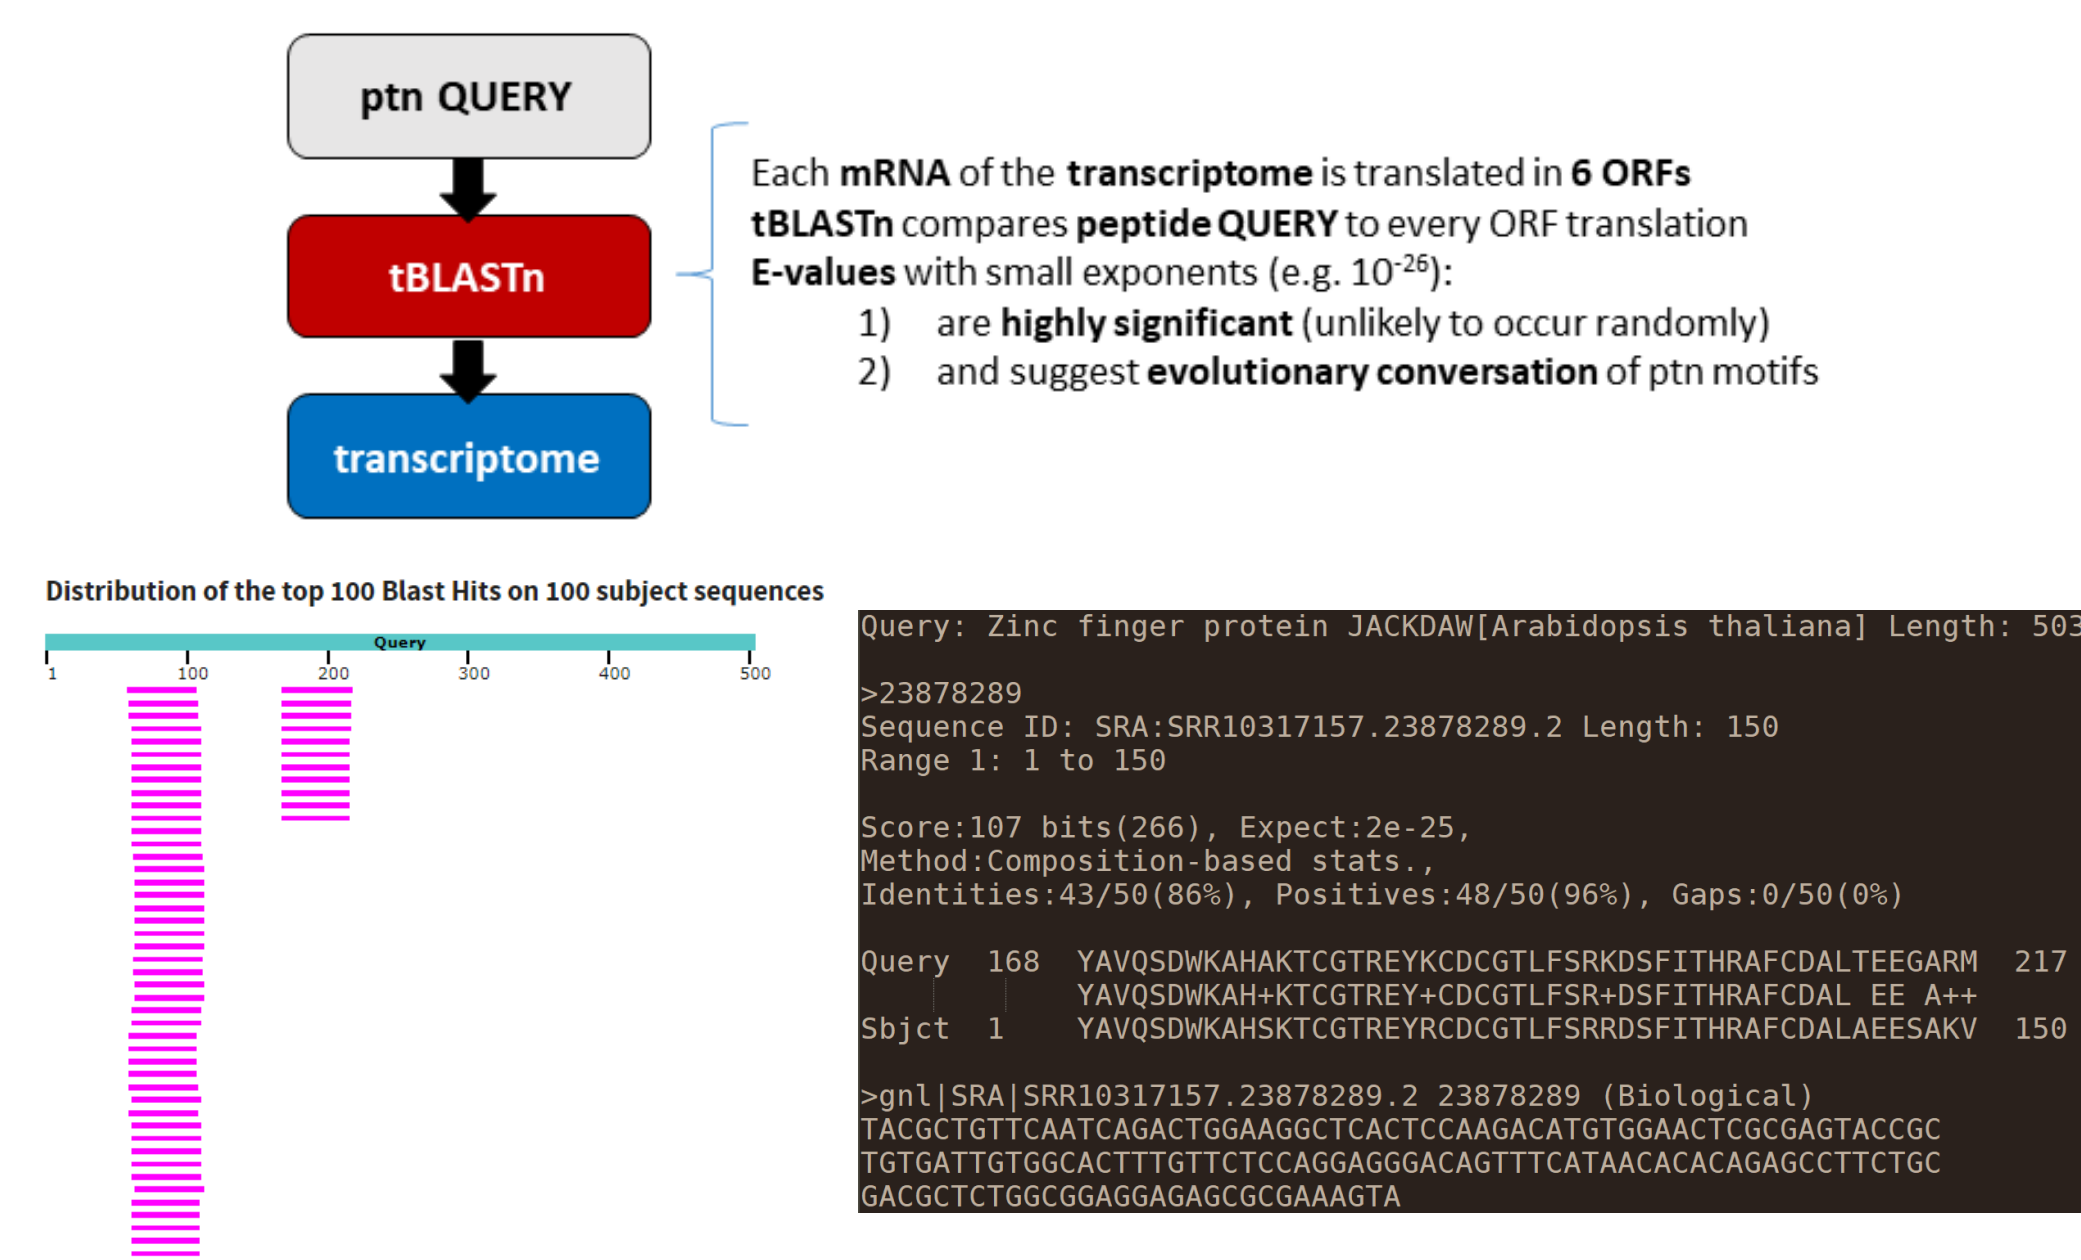 ptn QUERY
tBLASTn
transcriptome
Each mRNA of the transcriptome is translated in 6 ORFs
tBLASTn compares peptide QUERY to every ORF translation
E-values with small exponents (e.g. 10⁻²⁶):
1) are highly significant (unlikely to occur randomly)
2) and suggest evolutionary conversation of ptn motifs
Distribution of the top 100 Blast Hits on 100 subject sequences
Query
1 100 200 300 400 500
Query: Zinc finger protein JACKDAW[Arabidopsis thaliana] Length: 503
>23878289
Sequence ID: SRA:SRR10317157.23878289.2 Length: 150
Range 1: 1 to 150
Score:107 bits(266), Expect:2e-25,
Method:Composition-based stats.,
Identities:43/50(86%), Positives:48/50(96%), Gaps:0/50(0%)
Query 168 YAVQSDWKAHAKTCGTREYKCDCGTLFSRKDSFITHRAFCDALTEEGARM 217
YAVQSDWKAH+KTCGTREY+CDCGTLFSR+DSFITHRAFCDAL EE A++
Sbjct 1 YAVQSDWKAHSKTCGTREYRCDCGTLFSRRDSFITHRAFCDALAEESAKV 150
>gnl|SRA|SRR10317157.23878289.2 23878289 (Biological)
TACGCTGTTCAATCAGACTGGAAGGCTCACTCCAAGACATGTGGAACTCGCGAGTACCGC
TGTGATTGTGGCACTTTGTTCTCCAGGAGGGACAGTTTCATAACACACAGAGCCTTCTGC
GACGCTCTGGCGGAGGAGAGCGCGAAAGTA